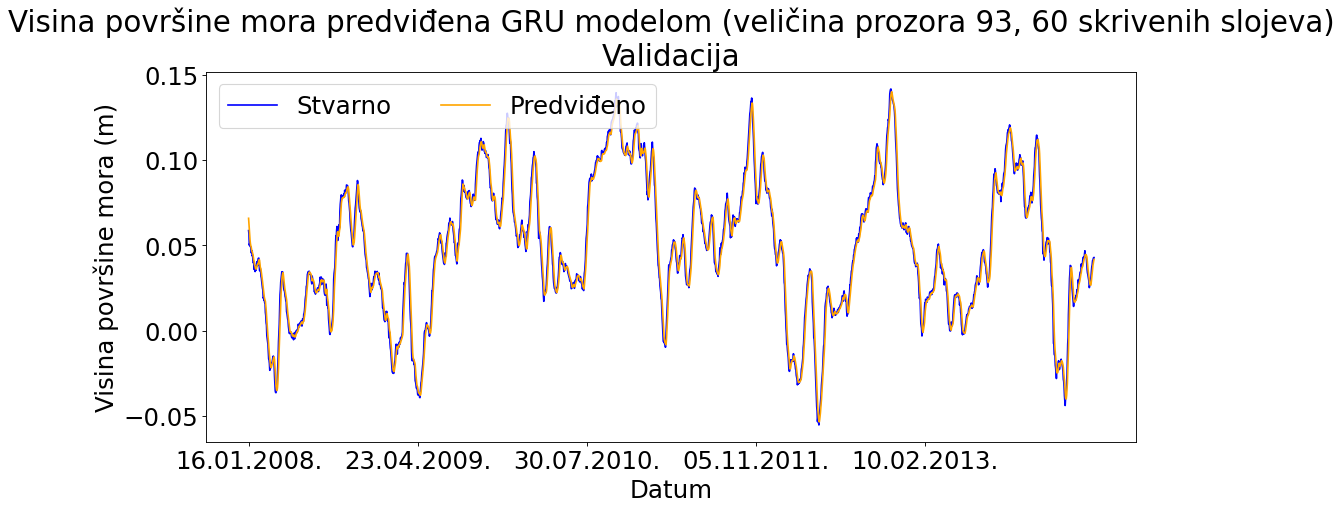 Visina površine mora predviđena GRU modelom (veličina prozora 93, 60 skrivenih slojeva)
Validacija
Stvarno
Predviđeno
Visina površine mora (m)
0.15
0.10
0.05
0.00
−0.05
16.01.2008.
23.04.2009.
30.07.2010.
05.11.2011.
10.02.2013.
Datum